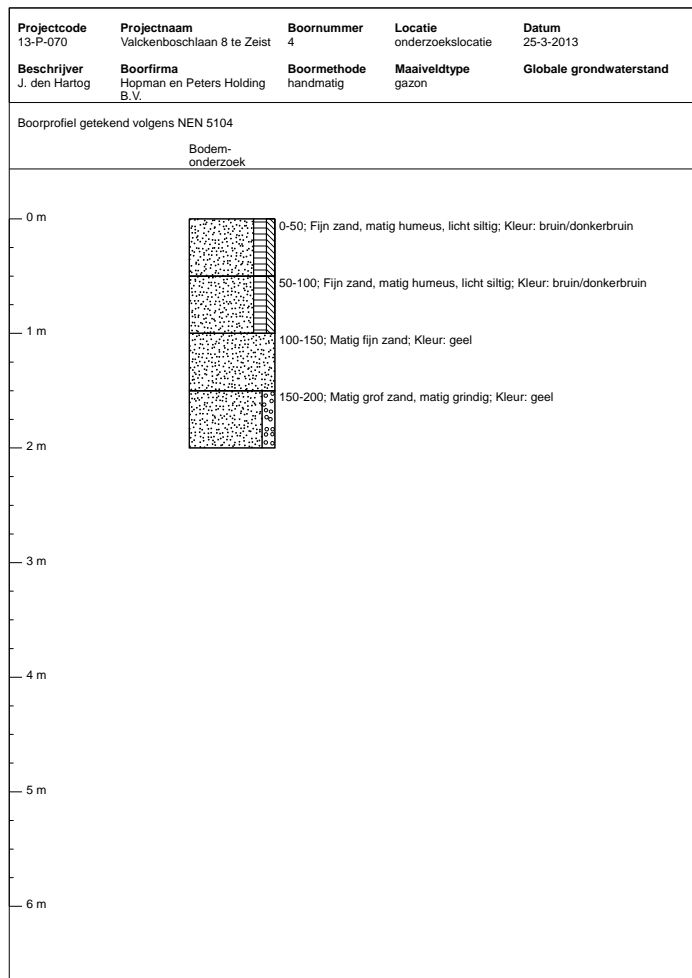 Projectcode Projectnaam Boornummer Locatie Datum
13-P-070 Valckenboschlaan 8 te Zeist 4 onderzoekslocatie 25-3-2013
Beschrijver Boorfirma Boormethode Maaiveldtype Globale grondwaterstand
J. den Hartog Hopman en Peters Holding handmatig gazon
B.V.
Boorprofiel getekend volgens NEN 5104
Bodem-
onderzoek
0 m
0-50; Fijn zand, matig humeus, licht siltig; Kleur: bruin/donkerbruin
50-100; Fijn zand, matig humeus, licht siltig; Kleur: bruin/donkerbruin
1 m
100-150; Matig fijn zand; Kleur: geel
150-200; Matig grof zand, matig grindig; Kleur: geel
2 m
3 m
4 m
5 m
6 m